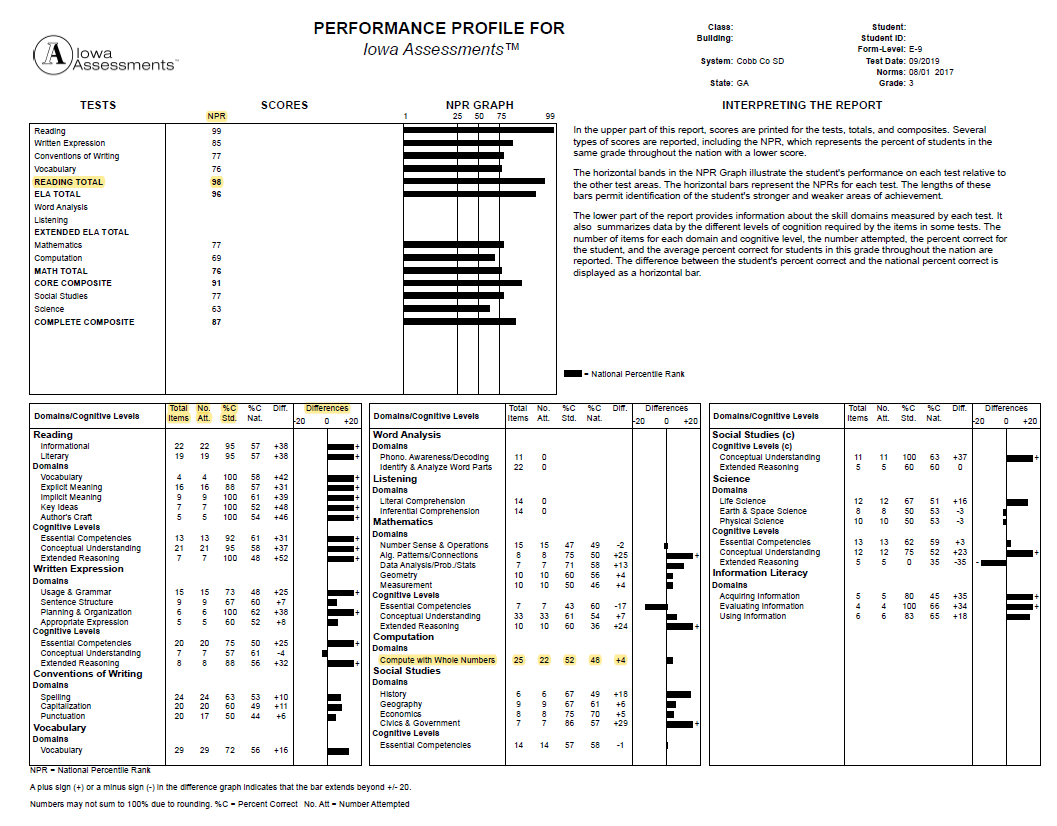 PERFORMANCE PROFILE FOR
Iowa Assessments™
A Iowa Assessments™
Class:
Building:
System: Cobb Co SD
State: GA
Student:
Student ID:
Form-Level: E-9
Test Date: 09/2019
Norms: 08/01 2017
Grade: 3
TESTS SCORES NPR GRAPH
NPR 1 25 50 75 99
Reading 99
Written Expression 85
Conventions of Writing 77
Vocabulary 76
READING TOTAL 98
ELA TOTAL 96
Word Analysis
Listening
EXTENDED ELA TOTAL
Mathematics 77
Computation 69
MATH TOTAL 76
CORE COMPOSITE 91
Social Studies 77
Science 63
COMPLETE COMPOSITE 87
INTERPRETING THE REPORT
In the upper part of this report, scores are printed for the tests, totals, and composites. Several
types of scores are reported, including the NPR, which represents the percent of students in the
same grade throughout the nation with a lower score.
The horizontal bands in the NPR Graph illustrate the student's performance on each test relative to
the other test areas. The horizontal bars represent the NPRs for each test. The lengths of these
bars permit identification of the student's stronger and weaker areas of achievement.
The lower part of the report provides information about the skill domains measured by each test. It
also summarizes data by the different levels of cognition required by the items in some tests. The
number of items for each domain and cognitive level, the number attempted, the percent correct for
the student, and the average percent correct for students in this grade throughout the nation are
reported. The difference between the student's percent correct and the national percent correct is
displayed as a horizontal bar.
= National Percentile Rank
Domains/Cognitive Levels Total Items No. Att. %C Std. %C Nat. Diff. Differences -20 0 +20
Reading
Informational 22 22 95 57 +38 +
Literary 19 19 95 57 +38 +
Domains
Vocabulary 4 4 100 58 +42 +
Explicit Meaning 16 16 88 57 +31 +
Implicit Meaning 9 9 100 61 +39 +
Key Ideas 7 7 100 52 +48 +
Author's Craft 5 5 100 54 +46 +
Cognitive Levels
Essential Competencies 13 13 92 61 +31 +
Conceptual Understanding 21 21 95 58 +37 +
Extended Reasoning 7 7 100 48 +52 +
Written Expression
Domains
Usage & Grammar 15 15 73 48 +25 +
Sentence Structure 9 9 67 60 +7
Planning & Organization 6 6 100 62 +38 +
Appropriate Expression 5 5 60 52 +8
Cognitive Levels
Essential Competencies 20 20 75 50 +25 +
Conceptual Understanding 7 7 57 61 -4
Extended Reasoning 8 8 88 56 +32 +
Conventions of Writing
Domains
Spelling 24 24 63 53 +10
Capitalization 20 20 60 49 +11
Punctuation 20 17 50 44 +6
Vocabulary
Domains
Vocabulary 29 29 72 56 +16
Domains/Cognitive Levels Total Items No. Att. %C Std. %C Nat. Diff. Differences -20 0 +20
Word Analysis
Domains
Phono. Awareness/Decoding 11 0
Identify & Analyze Word Parts 22 0
Listening
Domains
Literal Comprehension 14 0
Inferential Comprehension 14 0
Mathematics
Domains
Number Sense & Operations 15 15 47 49 -2
Alg. Patterns/Connections 8 8 75 50 +25 +
Data Analysis/Prob./Stats 7 7 71 58 +13
Geometry 10 10 60 56 +4
Measurement 10 10 50 46 +4
Cognitive Levels
Essential Competencies 7 7 43 60 -17
Conceptual Understanding 33 33 61 54 +7
Extended Reasoning 10 10 60 36 +24 +
Computation
Domains
Compute with Whole Numbers 25 22 52 48 +4
Social Studies
Domains
History 6 6 67 49 +18
Geography 9 9 67 61 +6
Economics 8 8 75 70 +5
Civics & Government 7 7 86 57 +29 +
Cognitive Levels
Essential Competencies 14 14 57 58 -1
Domains/Cognitive Levels Total Items No. Att. %C Std. %C Nat. Diff. Differences -20 0 +20
Social Studies (c)
Cognitive Levels (c)
Conceptual Understanding 11 11 100 63 +37 +
Extended Reasoning 5 5 60 60 0
Science
Domains
Life Science 12 12 67 51 +16
Earth & Space Science 8 8 50 53 -3
Physical Science 10 10 50 53 -3
Cognitive Levels
Essential Competencies 13 13 62 59 +3
Conceptual Understanding 12 12 75 52 +23 +
Extended Reasoning 5 5 0 35 -35 -
Information Literacy
Domains
Acquiring Information 5 5 80 45 +35 +
Evaluating Information 4 4 100 66 +34 +
Using Information 6 6 83 65 +18
NPR = National Percentile Rank
A plus sign (+) or a minus sign (-) in the difference graph indicates that the bar extends beyond +/- 20.
Numbers may not sum to 100% due to rounding. %C = Percent Correct No. Att = Number Attempted